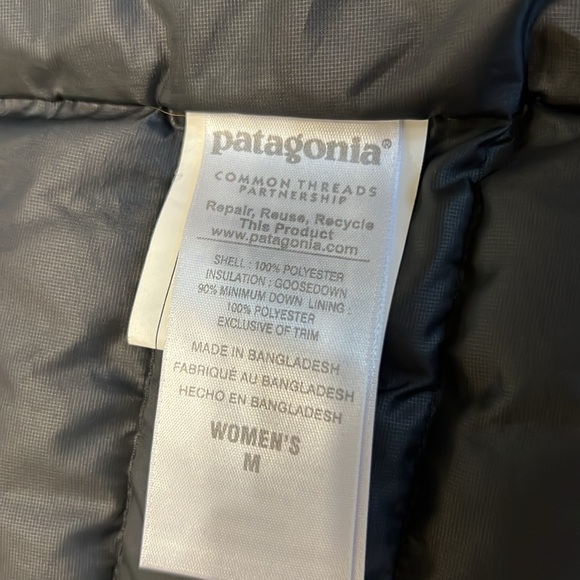 patagonia®
COMMON THREADS
PARTNERSHIP
Repair, Reuse, Recycle
This Product
www.patagonia.com
SHELL : 100% POLYESTER
INSULATION : GOOSEDOWN
90% MINIMUM DOWN LINING :
100% POLYESTER
EXCLUSIVE OF TRIM
MADE IN BANGLADESH
FABRIQUÉ AU BANGLADESH
HECHO EN BANGLADESH
WOMEN'S
M